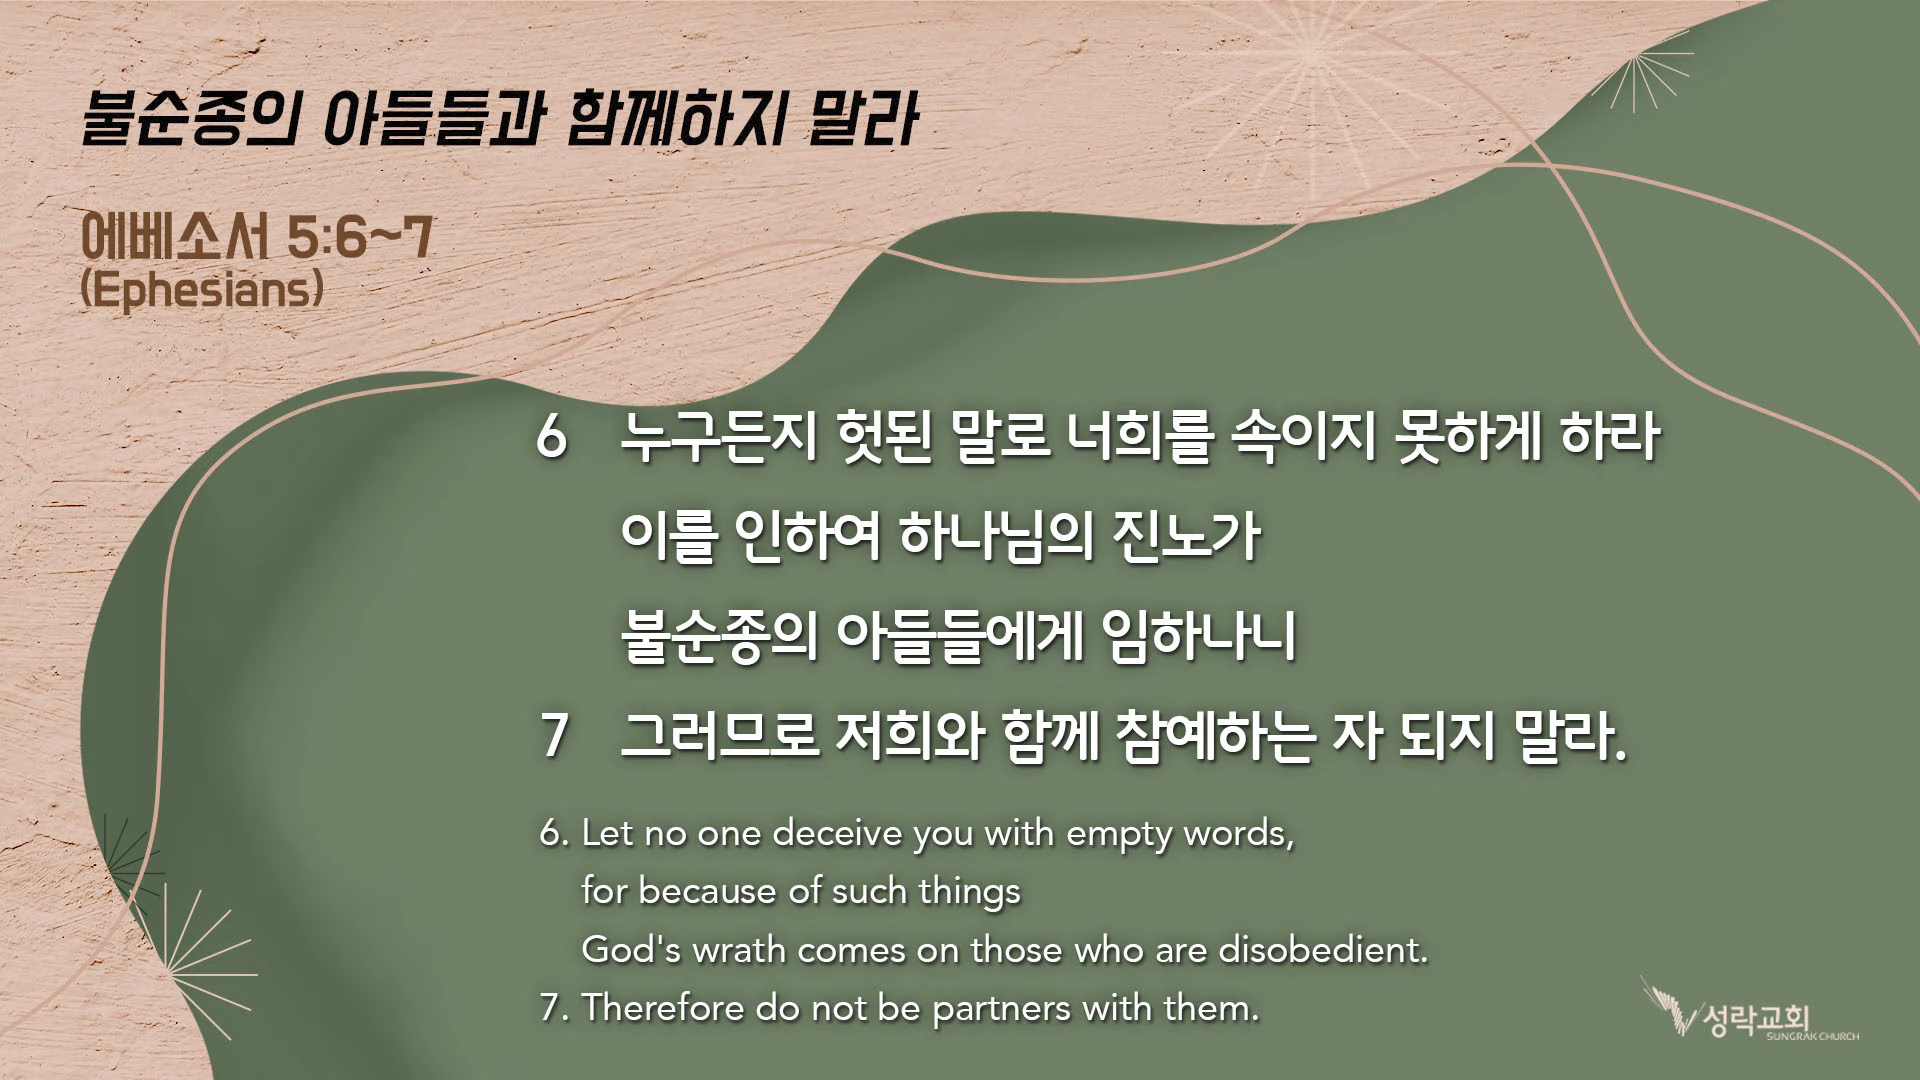 불순종의 아들들과 함께하지 말라
에베소서 5:6~7
(Ephesians)
6 누구든지 헛된 말로 너희를 속이지 못하게 하라
이를 인하여 하나님의 진노가
불순종의 아들들에게 임하나니
7 그러므로 저희와 함께 참예하는 자 되지 말라.
6. Let no one deceive you with empty words,
for because of such things
God's wrath comes on those who are disobedient.
7. Therefore do not be partners with them.
성락교회
SUNGRAK CHURCH